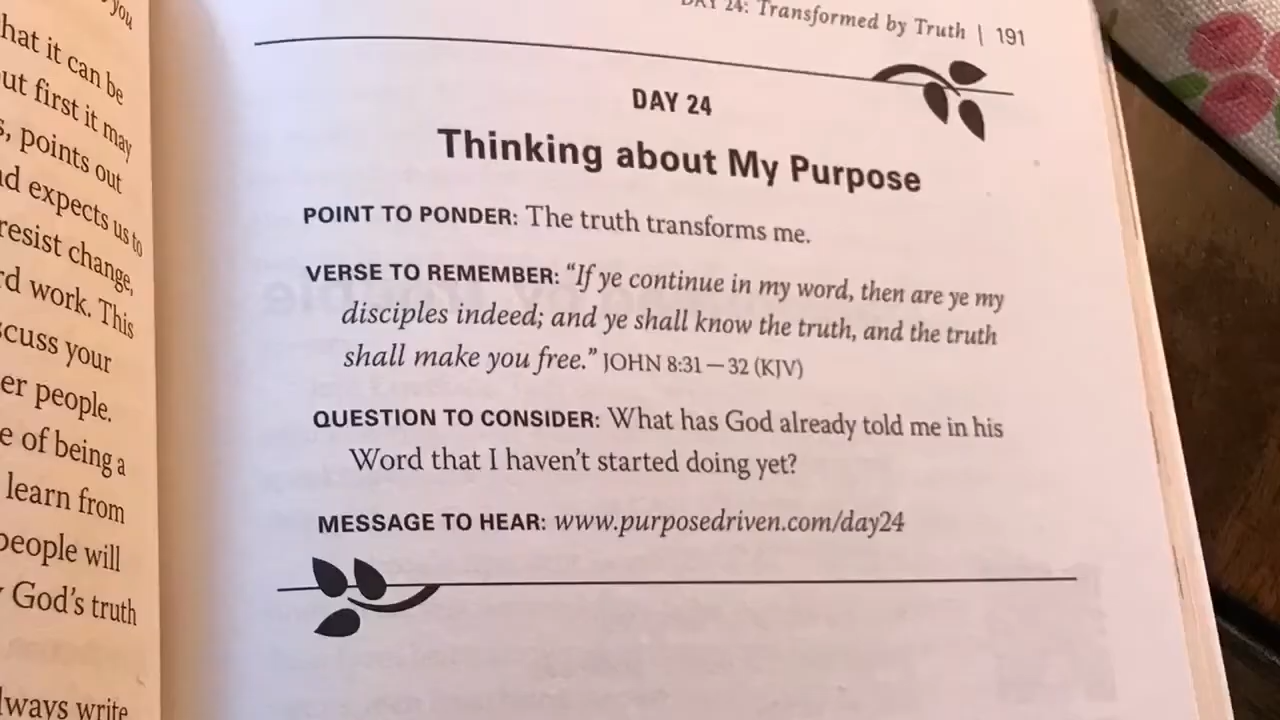 you
hat it can be
ut first it may
s, points out
nd expects us to
resist change,
rd work. This
scuss your
er people.
e of being a
learn from
people will
God's truth
lways write
DAY 24: Transformed by Truth | 191
DAY 24
Thinking about My Purpose
POINT TO PONDER: The truth transforms me.
VERSE TO REMEMBER: “If ye continue in my word, then are ye my
disciples indeed; and ye shall know the truth, and the truth
shall make you free.” JOHN 8:31—32 (KJV)
QUESTION TO CONSIDER: What has God already told me in his
Word that I haven't started doing yet?
MESSAGE TO HEAR: www.purposedriven.com/day24